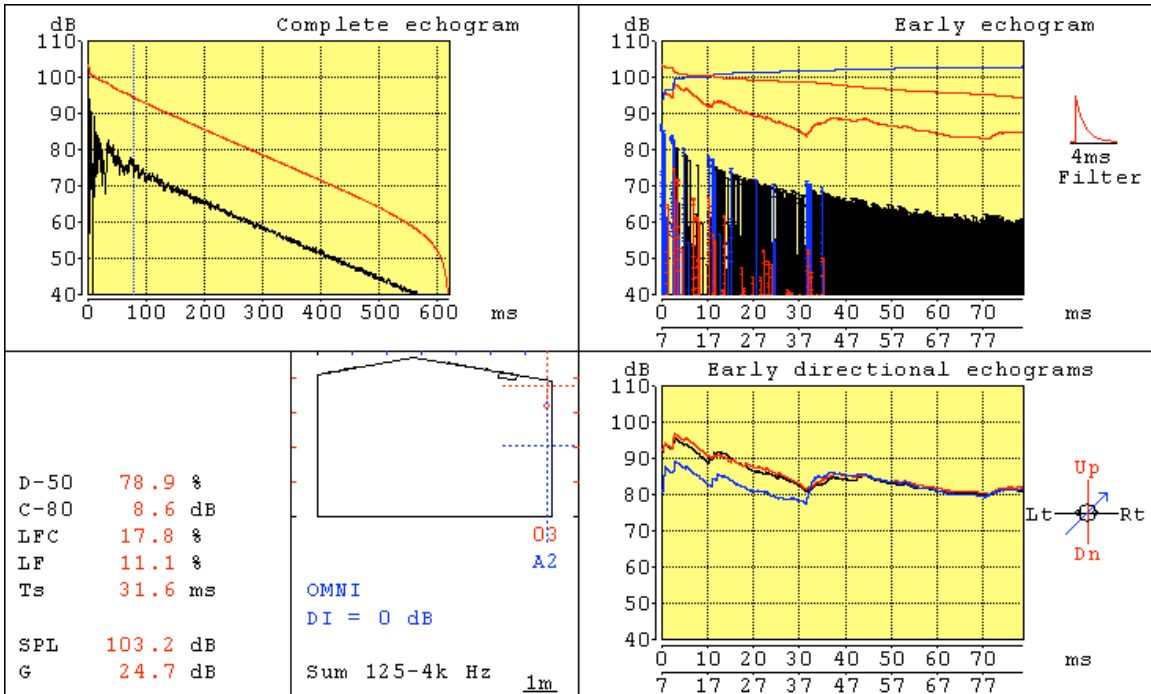 dB Complete echogram
110
100
90
80
70
60
50
40
0 100 200 300 400 500 600 ms
dB Early echogram
110
100
90
80
70
60
50
40
0 10 20 30 40 50 60 70 ms
7 17 27 37 47 57 67 77
4ms
Filter
D-50 78.9 %
C-80 8.6 dB
LFC 17.8 %
LF 11.1 %
Ts 31.6 ms
SPL 103.2 dB
G 24.7 dB
03
A2
OMNI
DI = 0 dB
Sum 125-4k Hz 1m
dB Early directional echograms
110
100
90
80
70
60
50
40
0 10 20 30 40 50 60 70 ms
7 17 27 37 47 57 67 77
Up
Lt Rt
Dn